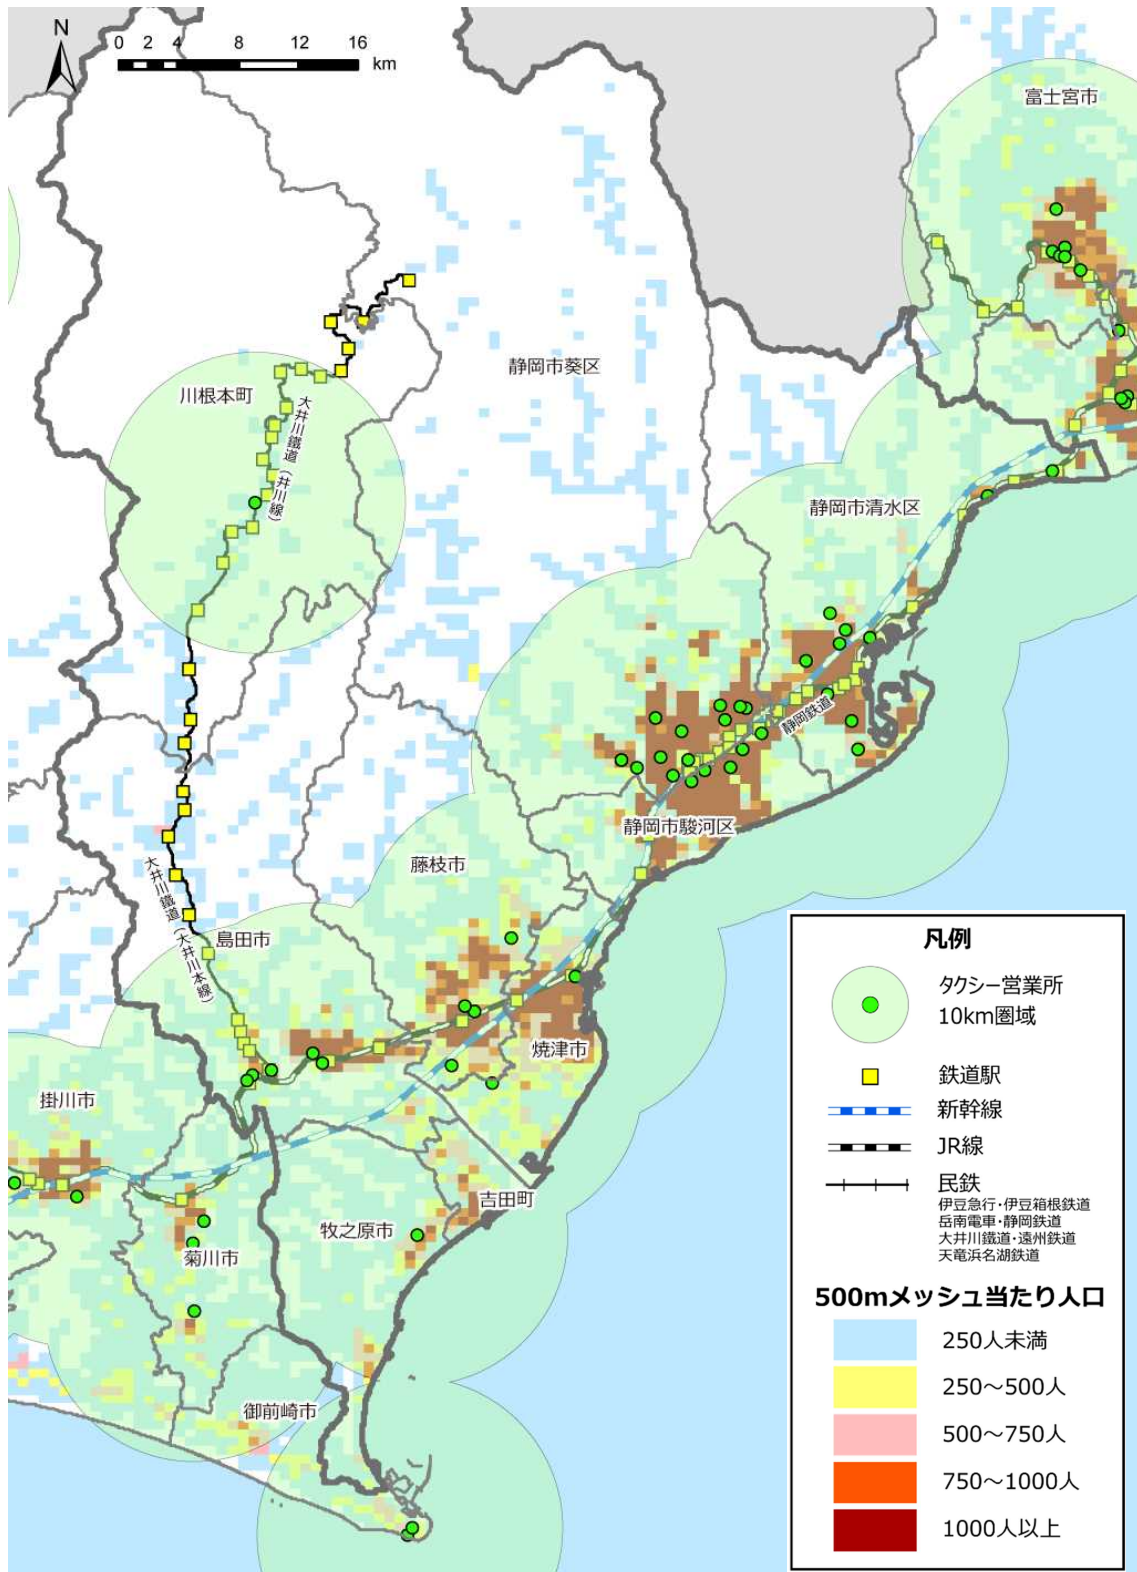 N
0 2 4 8 12 16
km
富士宮市
静岡市葵区
川根本町
大井川鐵道(井川線)
静岡市清水区
静岡鉄道
静岡市駿河区
藤枝市
大井川鐵道(大井川本線)
島田市
焼津市
掛川市
吉田町
牧之原市
菊川市
御前崎市
凡例
タクシー営業所
10km圏域
鉄道駅
新幹線
JR線
民鉄
伊豆急行・伊豆箱根鉄道
岳南電車・静岡鉄道
大井川鐵道・遠州鉄道
天竜浜名湖鉄道
500mメッシュ当たり人口
250人未満
250～500人
500～750人
750～1000人
1000人以上